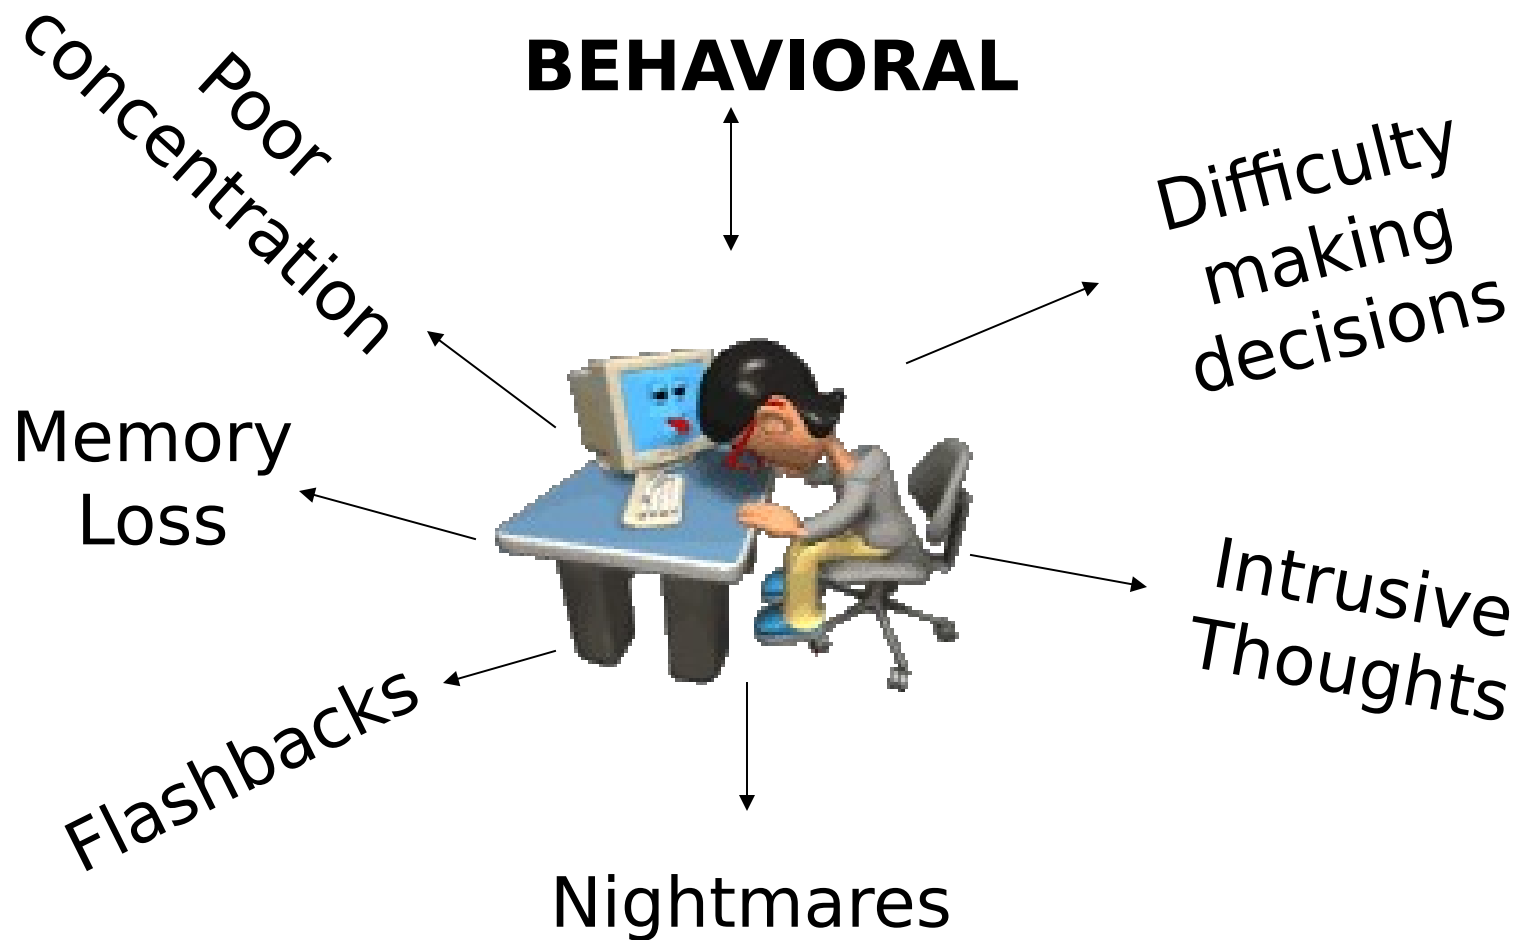 BEHAVIORAL
Poor
concentration
Difficulty
making
decisions
Memory
Loss
Intrusive
Thoughts
Flashbacks
Nightmares